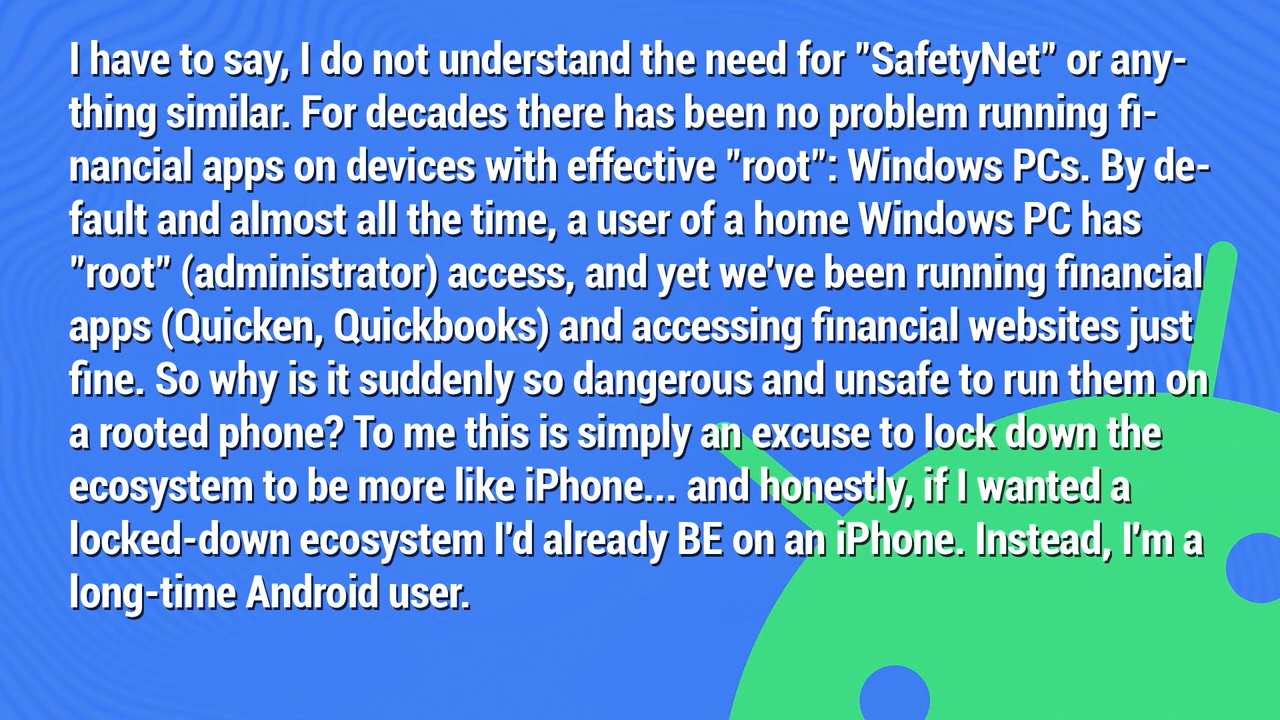 I have to say, I do not understand the need for "SafetyNet" or any-
thing similar. For decades there has been no problem running fi-
nancial apps on devices with effective "root": Windows PCs. By de-
fault and almost all the time, a user of a home Windows PC has
"root" (administrator) access, and yet we've been running financial
apps (Quicken, Quickbooks) and accessing financial websites just
fine. So why is it suddenly so dangerous and unsafe to run them on
a rooted phone? To me this is simply an excuse to lock down the
ecosystem to be more like iPhone... and honestly, if I wanted a
locked-down ecosystem I'd already BE on an iPhone. Instead, I'm a
long-time Android user.